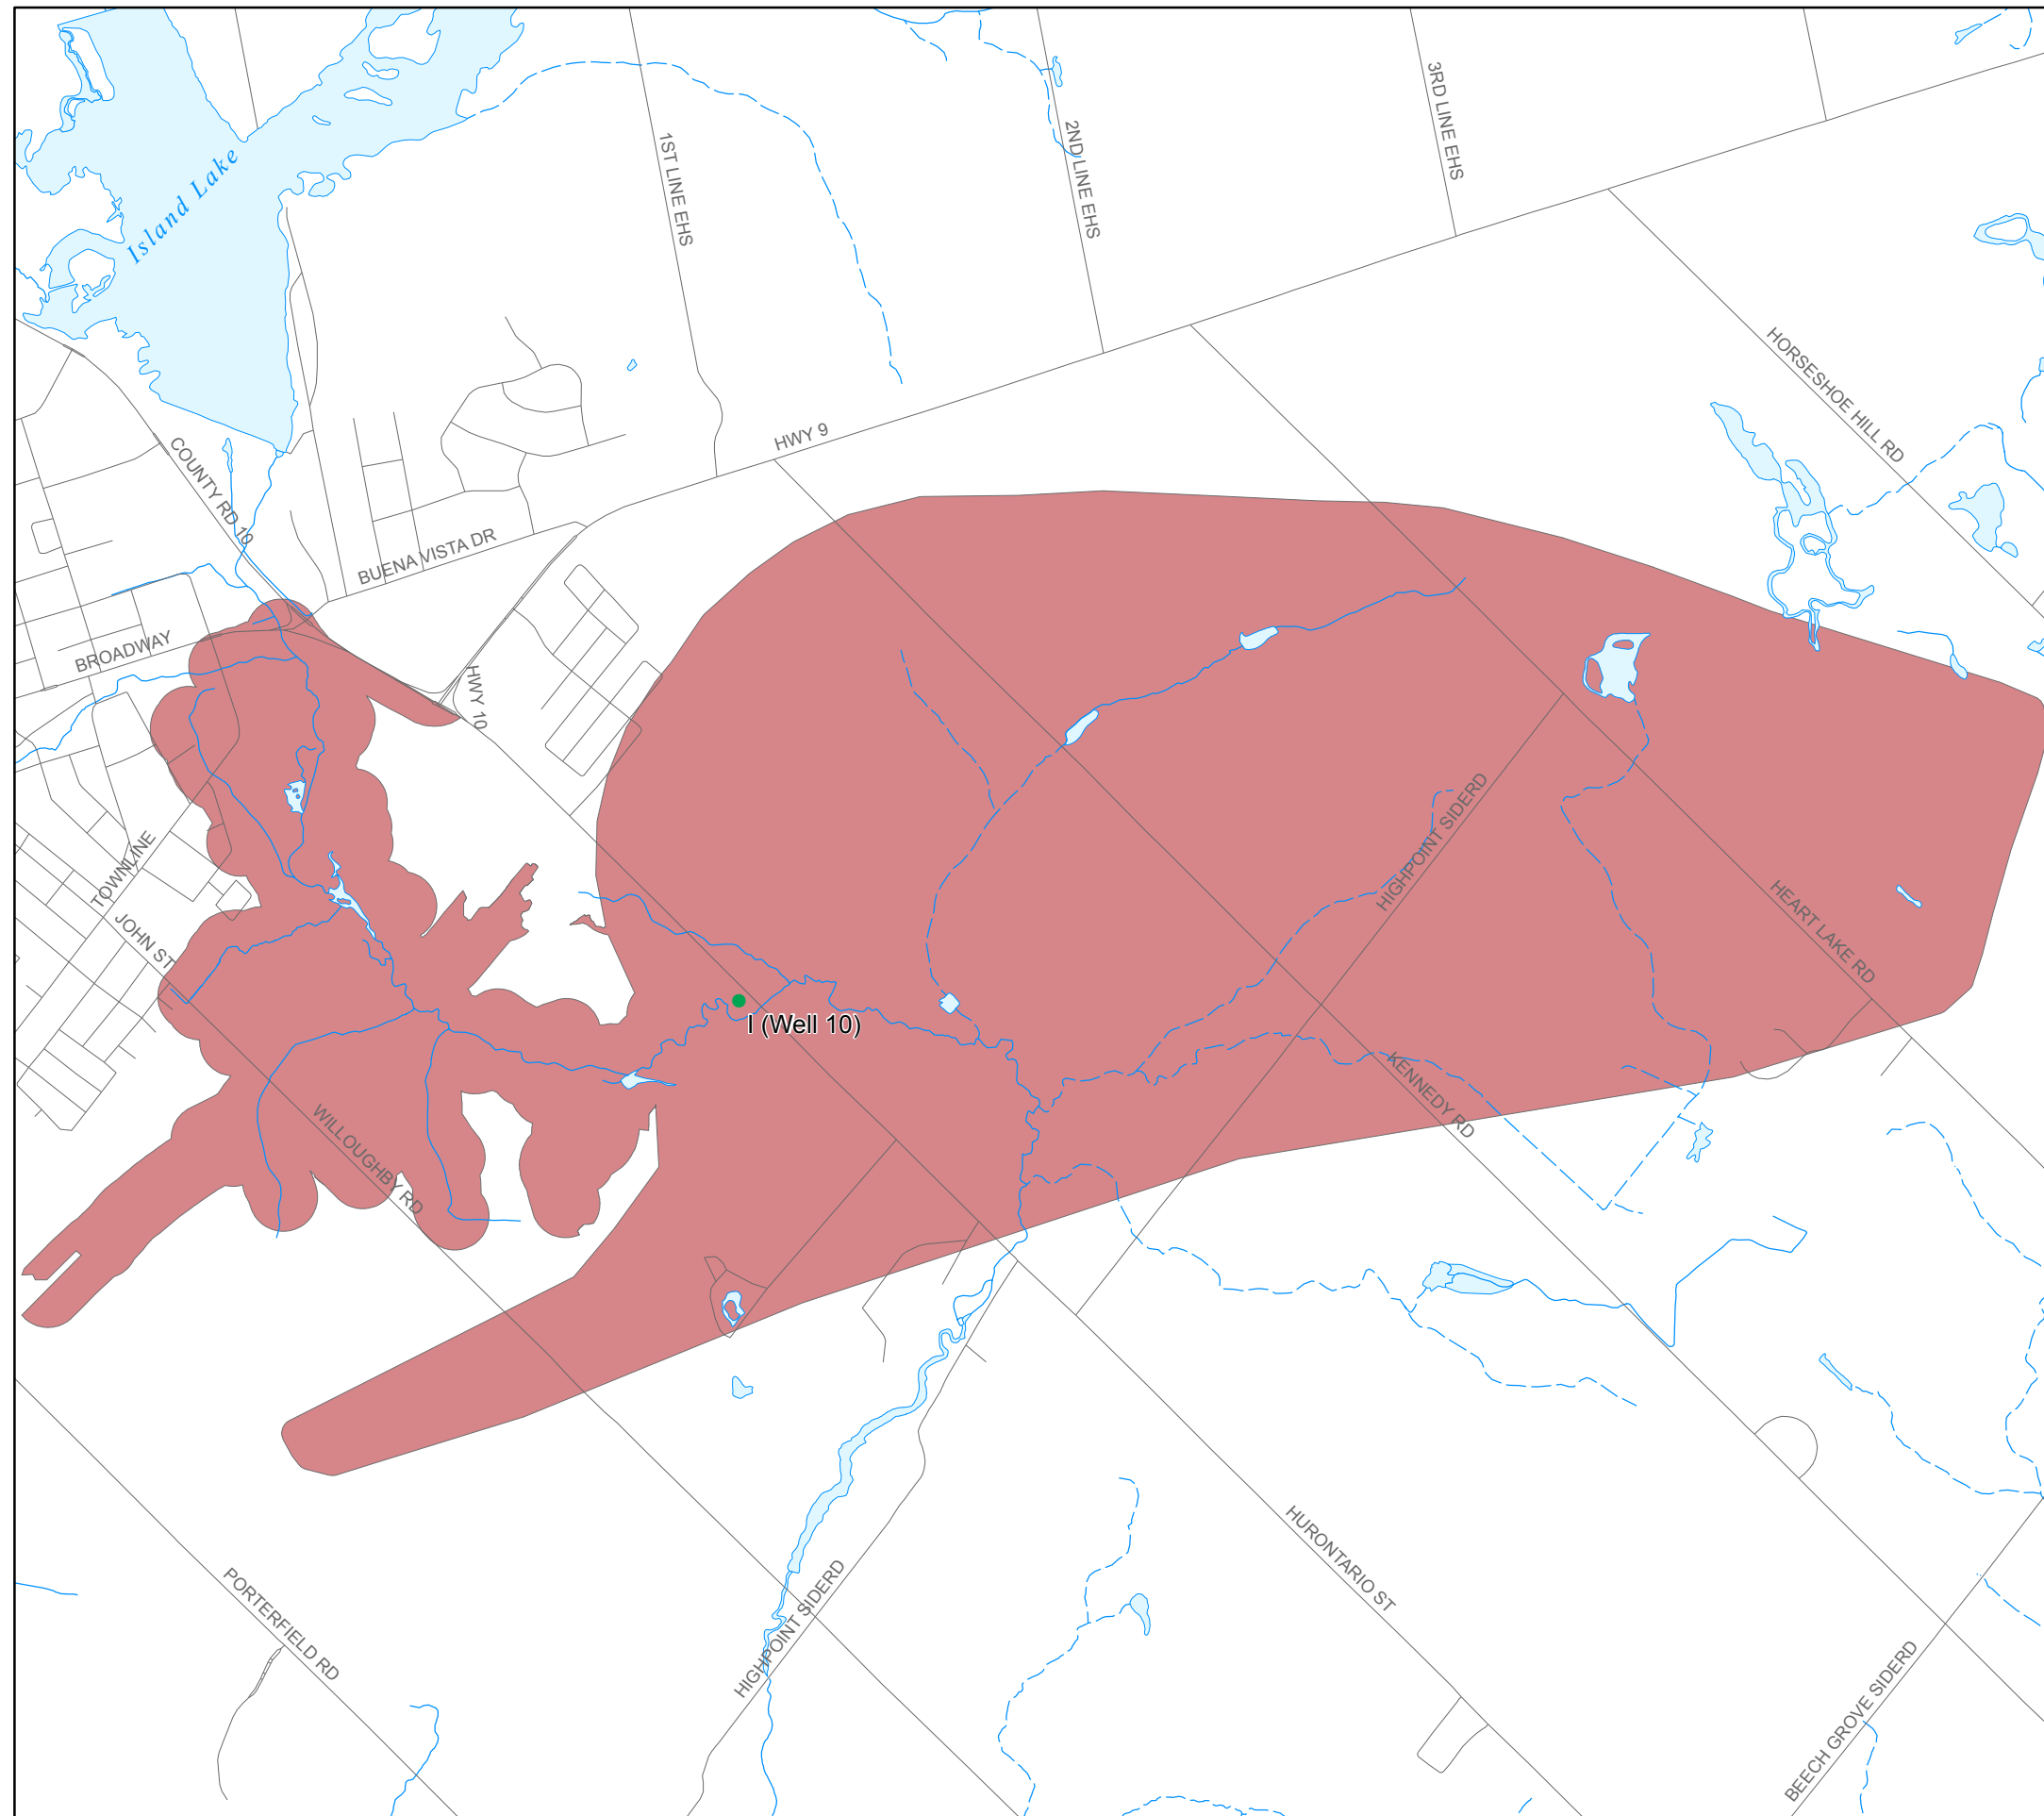 3RD LINE EHS
2ND LINE EHS
1ST LINE EHS
Island Lake
HORSESHOE HILL RD
HWY 9
COUNTY RD 10
BUENA VISTA DR
BROADWAY
HWY 10
HIGHPOINT SIDERD
TOWNLINE
JOHN ST
HEART LAKE RD
I (Well 10)
KENNEDY RD
WILLOUGHBY RD
HURONTARIO ST
PORTERFIELD RD
HIGHPOINT SIDERD
BEECH GROVE SIDERD